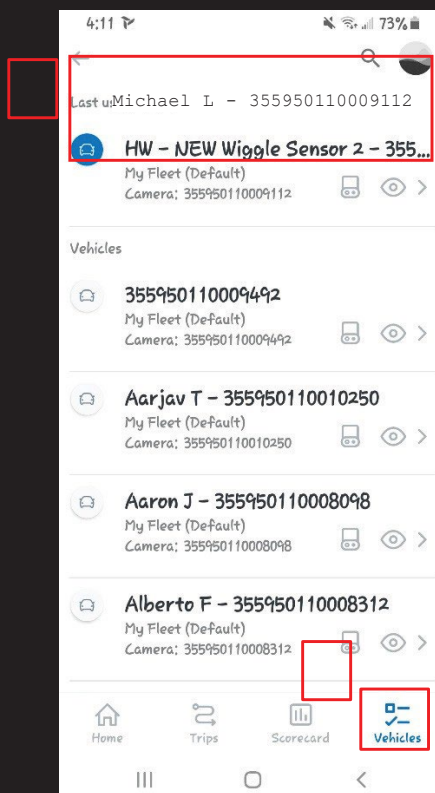 4:11 73%
Last u
Michael L - 355950110009112
HW - NEW Wiggle Sensor 2 - 355...
My Fleet (Default)
Camera: 355950110009112
Vehicles
355950110009492
My Fleet (Default)
Camera: 355950110009492
Aarjav T - 355950110010250
My Fleet (Default)
Camera: 355950110010250
Aaron J - 355950110008098
My Fleet (Default)
Camera: 355950110008098
Alberto F - 355950110008312
My Fleet (Default)
Camera: 355950110008312
Home Trips Scorecard Vehicles